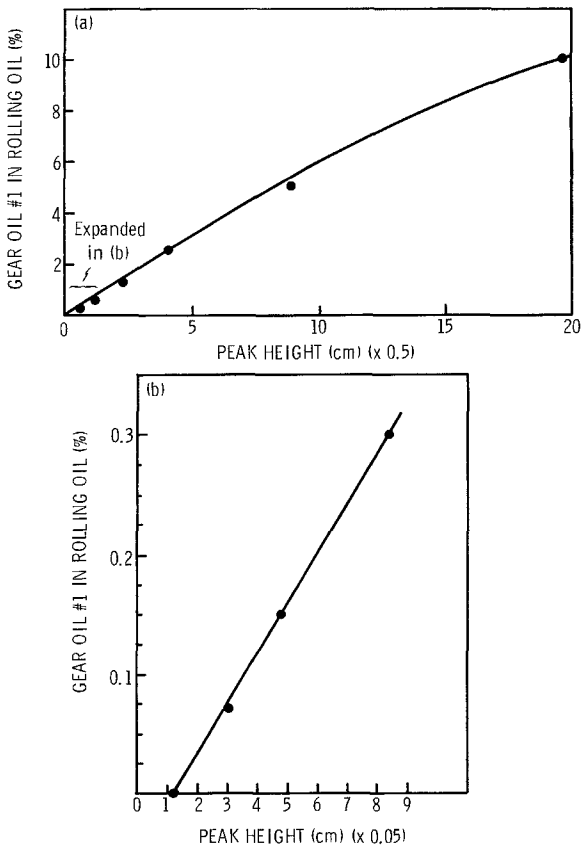 (a)
GEAR OIL #1 IN ROLLING OIL (%)
10
8
6
4
2
Expanded
in (b)
0 5 10 15 20
PEAK HEIGHT (cm) (x 0.5)
(b)
GEAR OIL #1 IN ROLLING OIL (%)
0.3
0.2
0.1
0 1 2 3 4 5 6 7 8 9
PEAK HEIGHT (cm) (x 0.05)